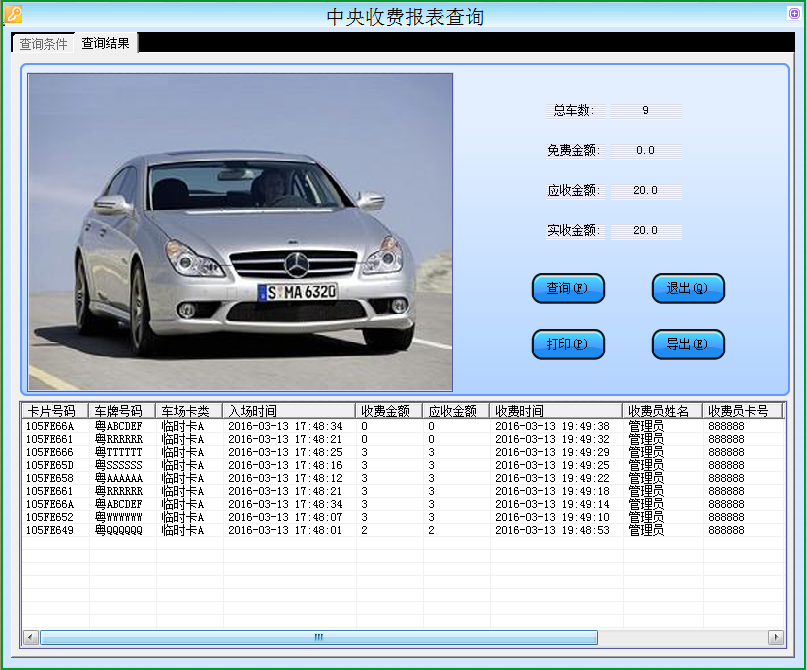 中央收费报表查询
查询条件 查询结果
总车数: 9
免费金额: 0.0
应收金额: 20.0
实收金额: 20.0
查询(F) 退出(Q)
打印(P) 导出(E)
S MA 6320
卡片号码 车牌号码 车场卡类 入场时间 收费金额 应收金额 收费时间 收费员姓名 收费员卡号
105FE66A 粤ABCDEF 临时卡A 2016-03-13 17:48:34 0 0 2016-03-13 19:49:38 管理员 888888
105FE661 粤RRRRRR 临时卡A 2016-03-13 17:48:21 0 0 2016-03-13 19:49:32 管理员 888888
105FE666 粤TTTTTT 临时卡A 2016-03-13 17:48:25 3 3 2016-03-13 19:49:29 管理员 888888
105FE65D 粤SSSSSS 临时卡A 2016-03-13 17:48:16 3 3 2016-03-13 19:49:25 管理员 888888
105FE658 粤AAAAAA 临时卡A 2016-03-13 17:48:12 3 3 2016-03-13 19:49:22 管理员 888888
105FE661 粤RRRRRR 临时卡A 2016-03-13 17:48:21 3 3 2016-03-13 19:49:18 管理员 888888
105FE66A 粤ABCDEF 临时卡A 2016-03-13 17:48:34 3 3 2016-03-13 19:49:14 管理员 888888
105FE652 粤WWWWWW 临时卡A 2016-03-13 17:48:07 3 3 2016-03-13 19:49:10 管理员 888888
105FE649 粤QQQQQQ 临时卡A 2016-03-13 17:48:01 2 2 2016-03-13 19:48:53 管理员 888888